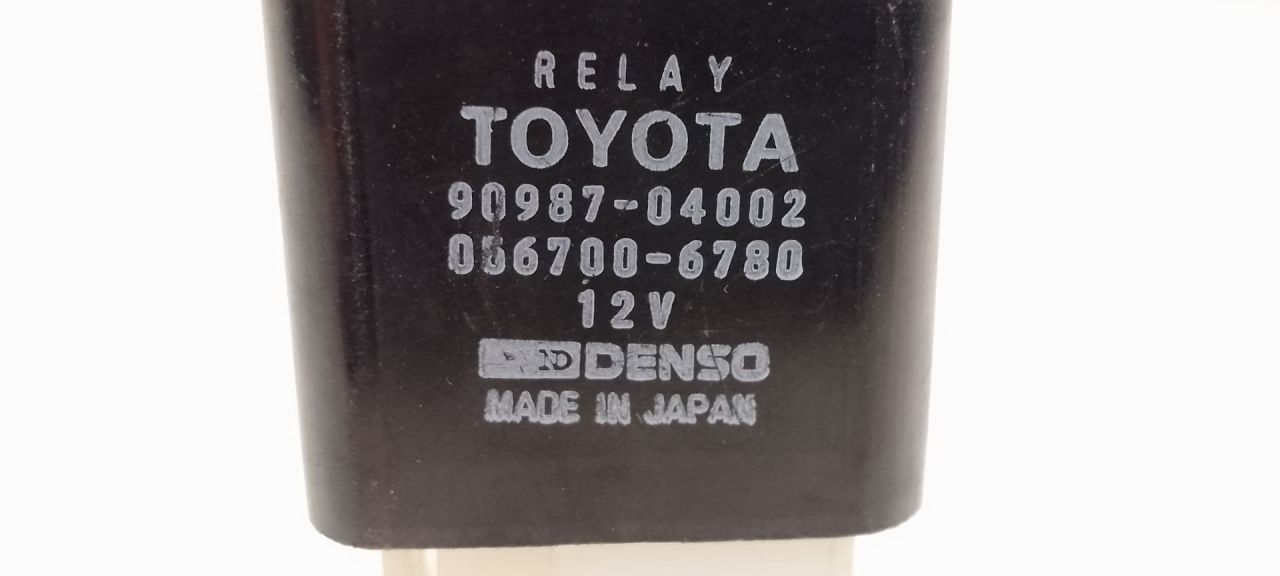 RELAY
TOYOTA
90987-04002
056700-6780
12V
ND DENSO
MADE IN JAPAN